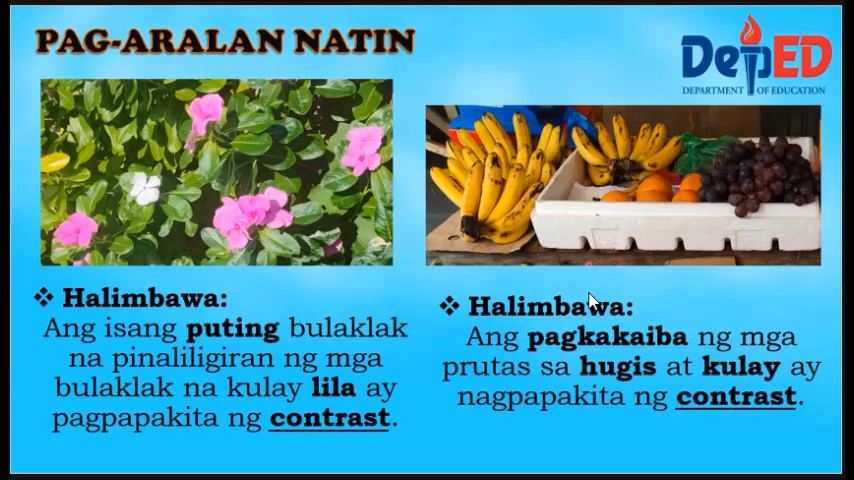 PAG-ARALAN NATIN
DepED
DEPARTMENT OF EDUCATION
❖ Halimbawa:
Ang isang puting bulaklak
na pinaliligiran ng mga
bulaklak na kulay lila ay
pagpapakita ng contrast.
❖ Halimbawa:
Ang pagkakaiba ng mga
prutas sa hugis at kulay ay
nagpapakita ng contrast.